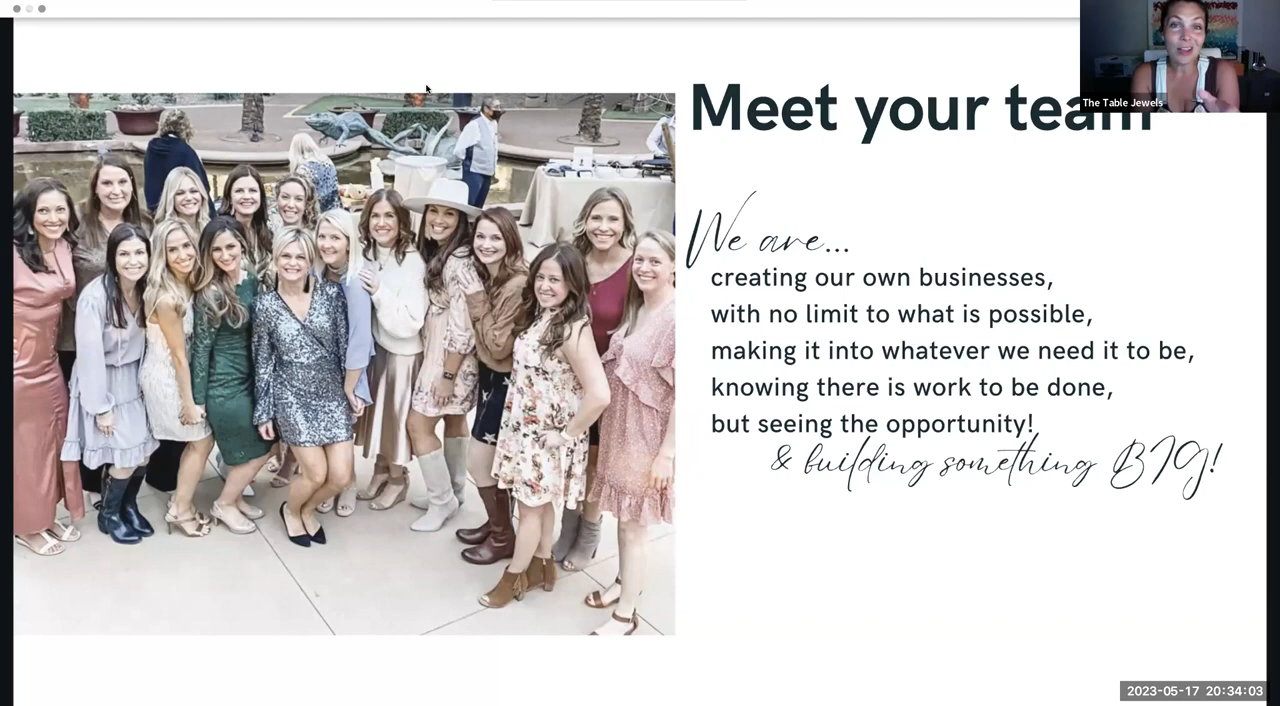 Meet your team
The Table Jewels
We are...
creating our own businesses,
with no limit to what is possible,
making it into whatever we need it to be,
knowing there is work to be done,
but seeing the opportunity!
& building something BIG!
2023-05-17 20:34:03